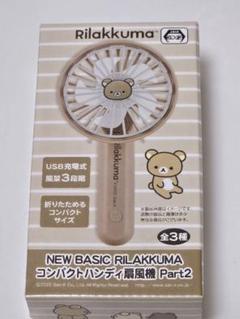 Rilakkuma™
USB充電式
風量3段階
折りたためる
コンパクト
サイズ
全3種
NEW BASIC RILAKKUMA
コンパクトハンディ扇風機 Part2